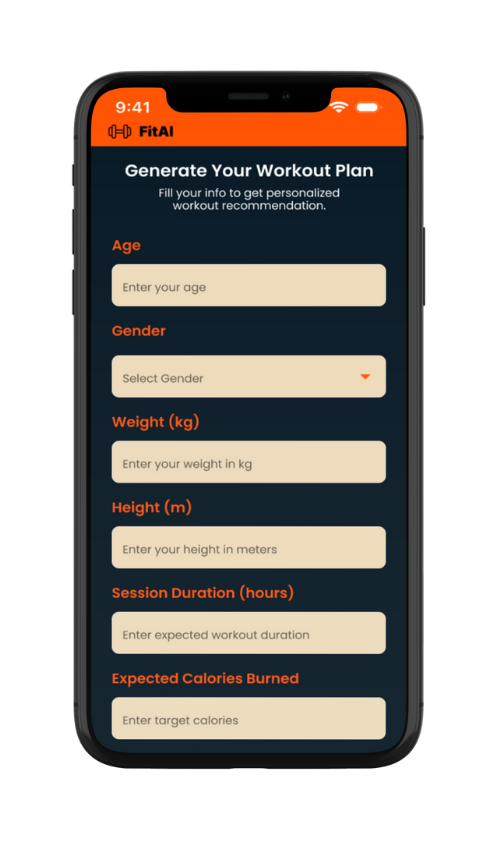 9:41
FitAI
Generate Your Workout Plan
Fill your info to get personalized
workout recommendation.
Age
Enter your age
Gender
Select Gender
Weight (kg)
Enter your weight in kg
Height (m)
Enter your height in meters
Session Duration (hours)
Enter expected workout duration
Expected Calories Burned
Enter target calories